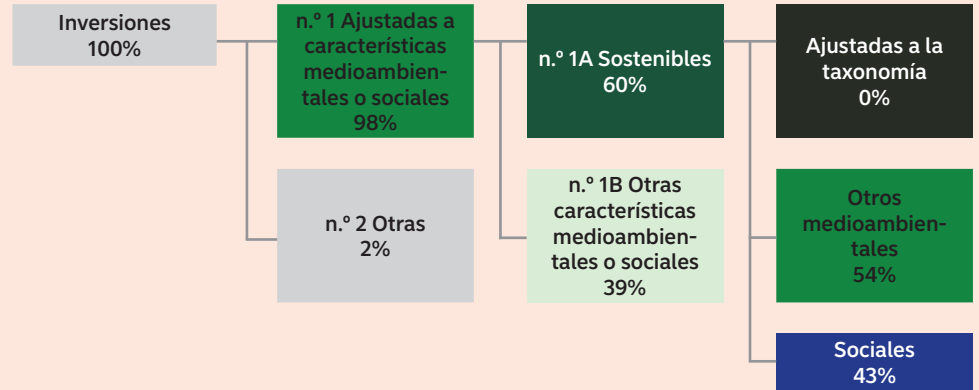 Inversiones
100%
n.º 1 Ajustadas a
características
medioambien-
tales o sociales
98%
n.º 1A Sostenibles
60%
Ajustadas a la
taxonomía
0%
n.º 2 Otras
2%
n.º 1B Otras
características
medioambien-
tales o sociales
39%
Otros
medioambien-
tales
54%
Sociales
43%